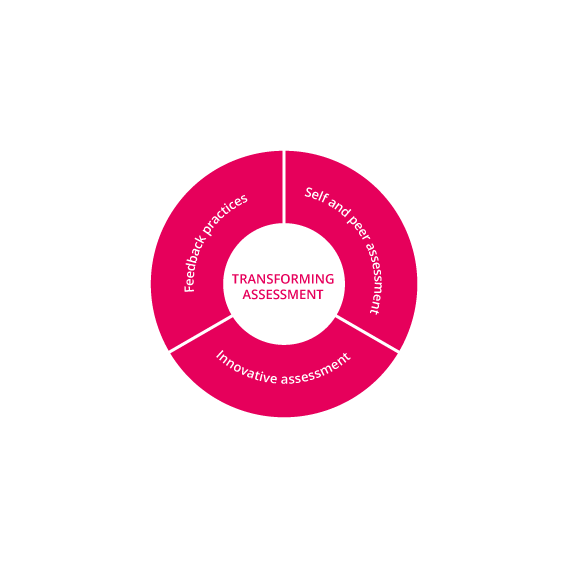 Feedback practices
Self and peer assessment
TRANSFORMING
ASSESSMENT
Innovative assessment